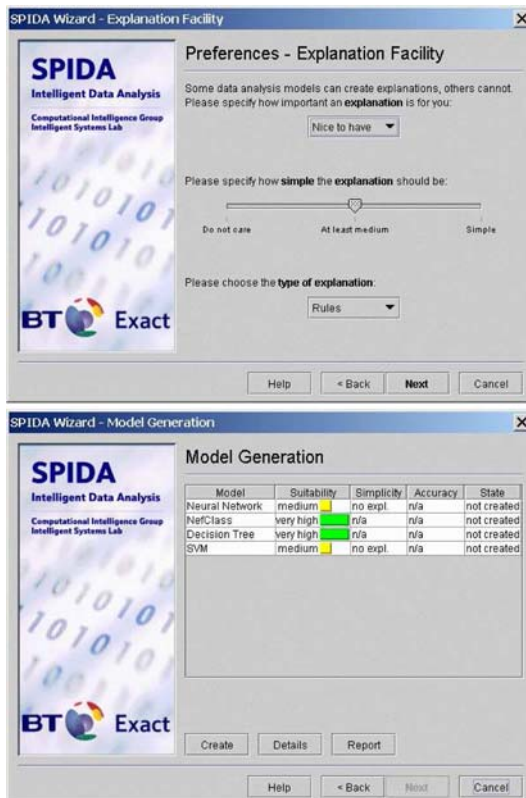 SPIDA Wizard - Explanation Facility
SPIDA
Intelligent Data Analysis
Computational Intelligence Group
Intelligent Systems Lab
BT Exact
Preferences - Explanation Facility
Some data analysis models can create explanations, others cannot.
Please specify how important an explanation is for you:
Nice to have
Please specify how simple the explanation should be:
Do not care At least medium Simple
Please choose the type of explanation:
Rules
Help < Back Next Cancel
SPIDA Wizard - Model Generation
SPIDA
Intelligent Data Analysis
Computational Intelligence Group
Intelligent Systems Lab
BT Exact
Model Generation
Model Suitability Simplicity Accuracy State
Neural Network medium no expl. n/a not created
NefClass very high n/a n/a not created
Decision Tree very high n/a n/a not created
SVM medium no expl. n/a not created
Create Details Report
Help < Back Next Cancel